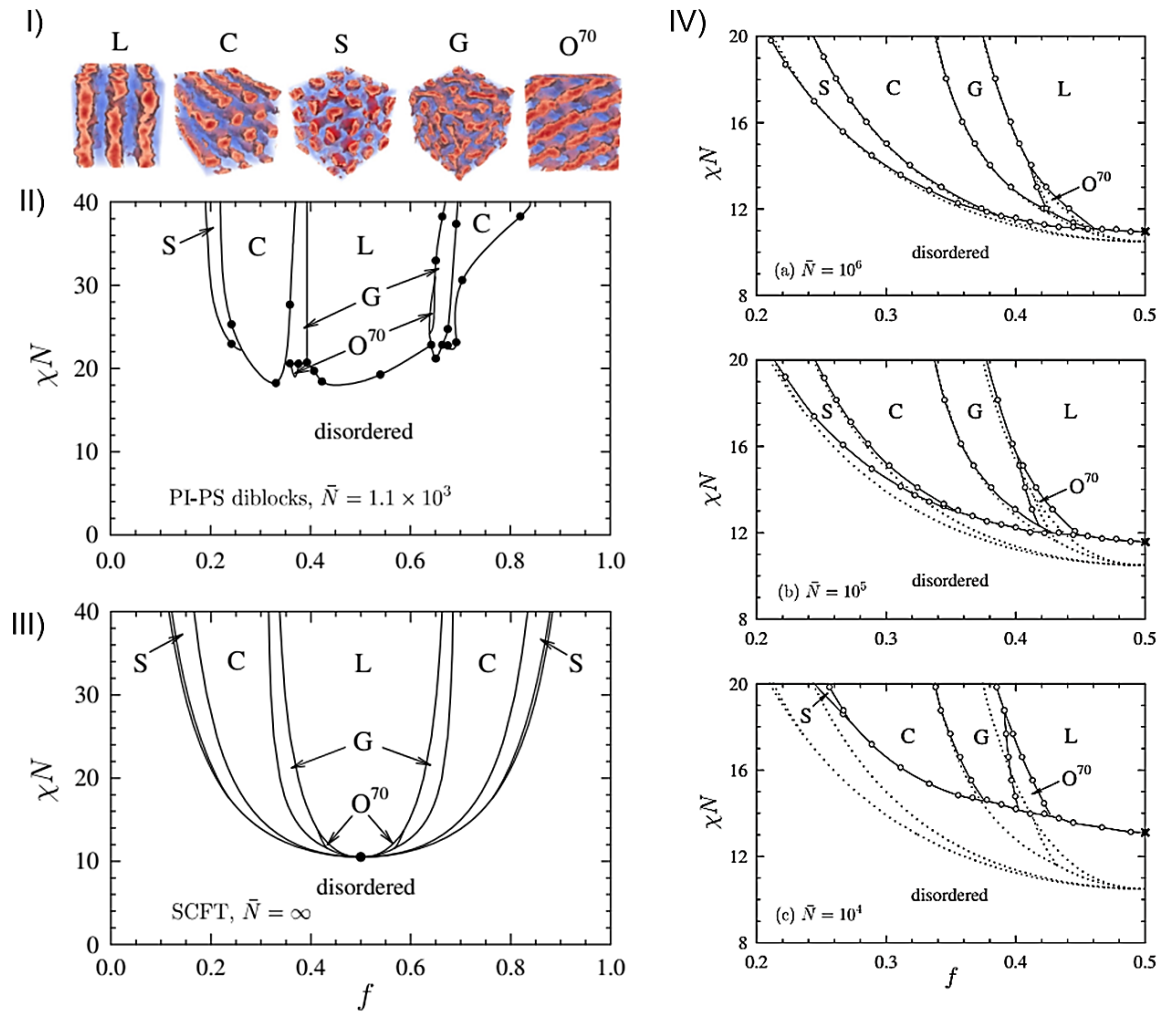 I)
L C S G O⁷⁰
II)
40
30
20
10
0
χN
S C L G O⁷⁰ C
disordered
PI-PS diblocks, N̄ = 1.1 × 10³
0.0 0.2 0.4 0.6 0.8 1.0
III)
40
30
20
10
0
χN
S C L C S
G
O⁷⁰
disordered
SCFT, N̄ = ∞
0.0 0.2 0.4 0.6 0.8 1.0
f
IV)
20
16
12
8
χN
S C G L
O⁷⁰
disordered
(a) N̄ = 10⁶
0.2 0.3 0.4 0.5
20
16
12
8
χN
S C G L
O⁷⁰
disordered
(b) N̄ = 10⁵
0.2 0.3 0.4 0.5
20
16
12
8
χN
S C G L
O⁷⁰
disordered
(c) N̄ = 10⁴
0.2 0.3 0.4 0.5
f